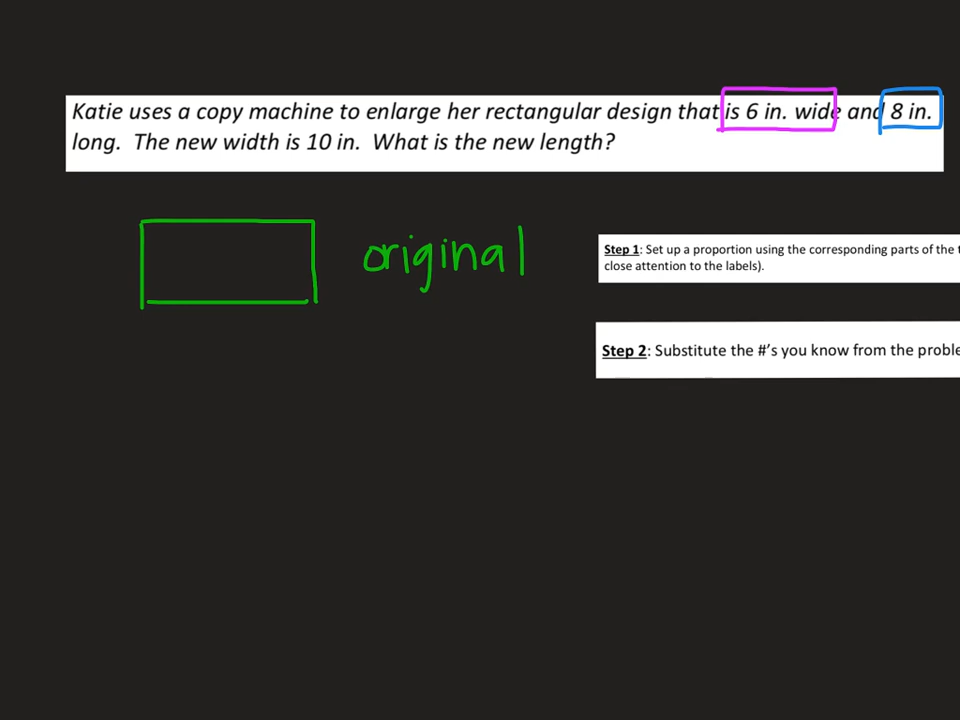 Katie uses a copy machine to enlarge her rectangular design that is 6 in. wide and 8 in.
long. The new width is 10 in. What is the new length?
original
Step 1: Set up a proportion using the corresponding parts of the
close attention to the labels).
Step 2: Substitute the #'s you know from the